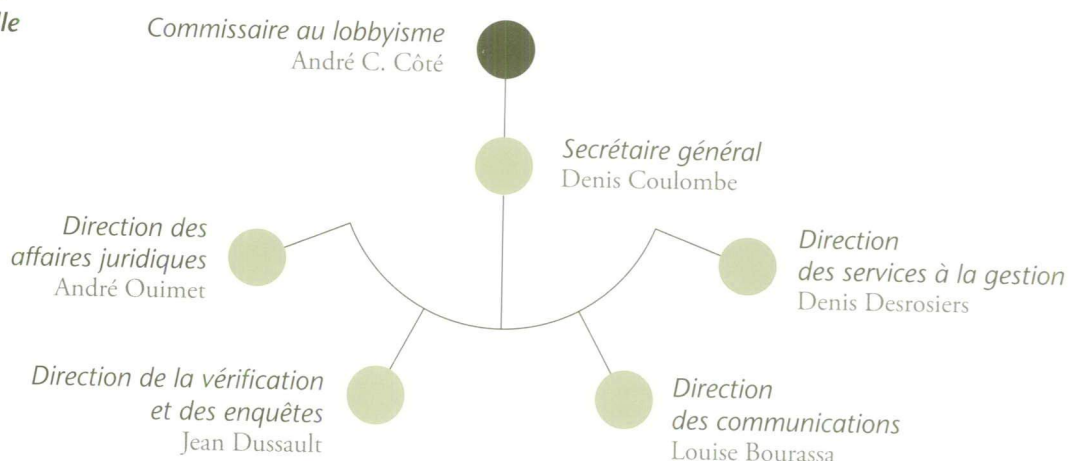 lle
Commissaire au lobbyisme
André C. Côté
Secrétaire général
Denis Coulombe
Direction des
affaires juridiques
André Ouimet
Direction
des services à la gestion
Denis Desrosiers
Direction de la vérification
et des enquêtes
Jean Dussault
Direction
des communications
Louise Bourassa